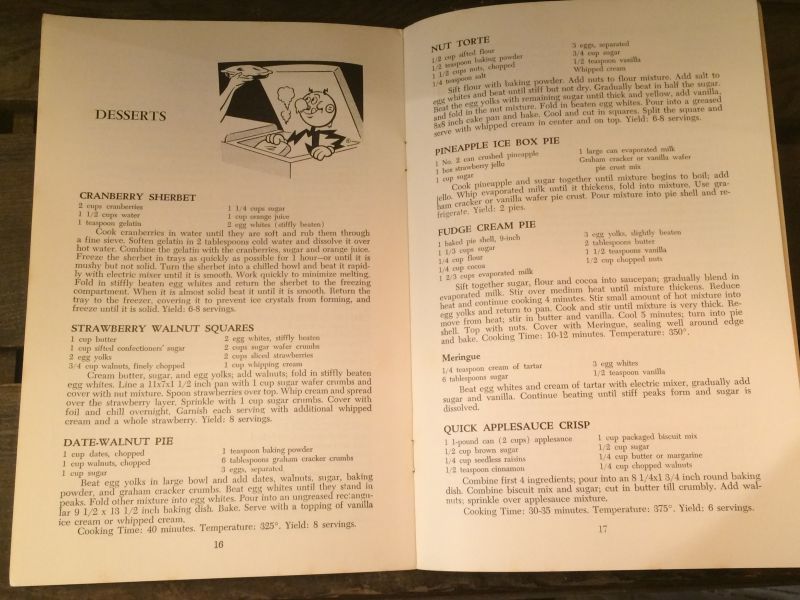 DESSERTS
CRANBERRY SHERBET
2 cups cranberries
1 1/2 cups water
1 teaspoon gelatin
1 1/4 cups sugar
1 cup orange juice
2 egg whites (stiffly beaten)
Cook cranberries in water until they are soft and rub them through
a fine sieve. Soften gelatin in 2 tablespoons cold water and dissolve it over
hot water. Combine the gelatin with the cranberries, sugar and orange juice.
Freeze the sherbet in trays as quickly as possible for 1 hour—or until it is
mushy but not solid. Turn the sherbet into a chilled bowl and beat it rapid-
ly with electric mixer until it is smooth. Work quickly to minimize melting.
Fold in stiffly beaten egg whites and return the sherbet to the freezing
compartment. When it is almost solid beat it until it is smooth. Return
the tray to the freezer, covering it to prevent ice crystals from forming, and
freeze until it is solid. Yield: 6-8 servings.
STRAWBERRY WALNUT SQUARES
1 cup butter
1 cup sifted confectioners' sugar
2 egg yolks
3/4 cup walnuts, finely chopped
2 egg whites, stiffly beaten
2 cups sugar wafer crumbs
2 cups sliced strawberries
1 cup whipping cream
Cream butter, sugar, and egg yolks; add walnuts; fold in stiffly beaten
egg whites. Line a 11x7x1 1/2 inch pan with 1 cup sugar wafer crumbs and
cover with nut mixture. Spoon strawberries over top. Whip cream and spread
over the strawberry layer. Sprinkle with 1 cup sugar crumbs. Cover with
foil and chill overnight. Garnish each serving with additional whipped
cream and a whole strawberry. Yield: 8 servings.
DATE-WALNUT PIE
1 cup dates, chopped
1 cup walnuts, chopped
1 cup sugar
1 teaspoon baking powder
6 tablespoons graham cracker crumbs
3 eggs, separated
Beat egg yolks in large bowl and add dates, walnuts, sugar, baking
powder, and graham cracker crumbs. Beat egg whites until they stand in
peaks. Fold other mixture into egg whites. Pour into an ungreased rectangu-
lar 9 1/2 x 13 1/2 inch baking dish. Bake. Serve with a topping of vanilla
ice cream or whipped cream.
Cooking Time: 40 minutes. Temperature: 325°. Yield: 8 servings.
16
NUT TORTE
1/2 cup sifted flour
1/2 teaspoon baking powder
1 1/2 cups nuts, chopped
1/4 teaspoon salt
3 eggs, separated
3/4 cup sugar
1/2 teaspoon vanilla
Whipped cream
Sift flour with baking powder. Add nuts to flour mixture. Add salt to
egg whites and beat until stiff but not dry. Gradually beat in half the sugar.
Beat the egg yolks with remaining sugar until thick and yellow, add vanilla,
and fold in the nut mixture. Fold in beaten egg whites. Pour into a greased
8x8 inch cake pan and bake. Cool and cut in squares. Split the square and
serve with whipped cream in center and on top. Yield: 6-8 servings.
PINEAPPLE ICE BOX PIE
1 No. 2 can crushed pineapple
1 box strawberry jello
1 cup sugar
1 large can evaporated milk
Graham cracker or vanilla wafer
pie crust mix
Cook pineapple and sugar together until mixture begins to boil; add
jello. Whip evaporated milk until it thickens, fold into mixture. Use gra-
ham cracker or vanilla wafer pie crust. Pour mixture into pie shell and re-
frigerate. Yield: 2 pies.
FUDGE CREAM PIE
1 baked pie shell, 9-inch
1 1/3 cups sugar
1/4 cup flour
1/4 cup cocoa
1 2/3 cups evaporated milk
3 egg yolks, slightly beaten
2 tablespoons butter
1 1/2 teaspoons vanilla
1/2 cup chopped nuts
Sift together sugar, flour and cocoa into saucepan; gradually blend in
evaporated milk. Stir over medium heat until mixture thickens. Reduce
heat and continue cooking 4 minutes. Stir small amount of hot mixture into
egg yolks and return to pan. Cook and stir until mixture is very thick. Re-
move from heat; stir in butter and vanilla. Cool 5 minutes; turn into pie
shell. Top with nuts. Cover with Meringue, sealing well around edge
and bake. Cooking Time: 10-12 minutes. Temperature: 350°.
Meringue
1/4 teaspoon cream of tartar
6 tablespoons sugar
3 egg whites
1/2 teaspoon vanilla
Beat egg whites and cream of tartar with electric mixer, gradually add
sugar and vanilla. Continue beating until stiff peaks form and sugar is
dissolved.
QUICK APPLESAUCE CRISP
1 1-pound can (2 cups) applesauce
1/2 cup brown sugar
1/4 cup seedless raisins
1/2 teaspoon cinnamon
1 cup packaged biscuit mix
1/2 cup sugar
1/4 cup butter or margarine
1/4 cup chopped walnuts
Combine first 4 ingredients; pour into an 8 1/4x1 3/4 inch round baking
dish. Combine biscuit mix and sugar; cut in butter till crumbly. Add wal-
nuts; sprinkle over applesauce mixture.
Cooking Time: 30-35 minutes. Temperature: 375°. Yield: 6 servings.
17